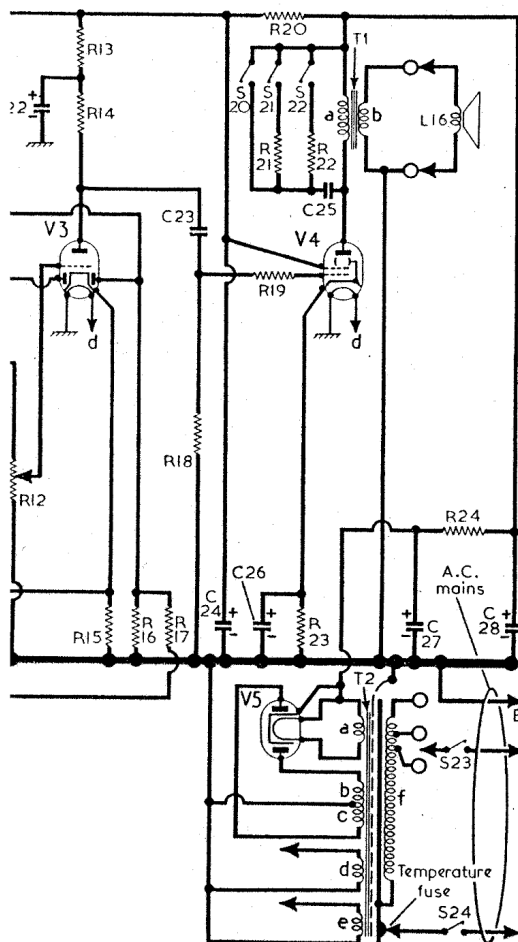 R13
R20
T1
22
+
-
R14
S
20
S
21
S
22
a
b
L16
R
21
R
22
C25
C23
V3
V4
R19
d
d
R18
R12
R24
A.C.
mains
C26
C
24
+
-
+
-
+
-
C
27
C
28
+
-
R15
R
16
R
17
R
23
T2
V5
a
E
S23
b
c
f
d
Temperature
fuse
e
S24